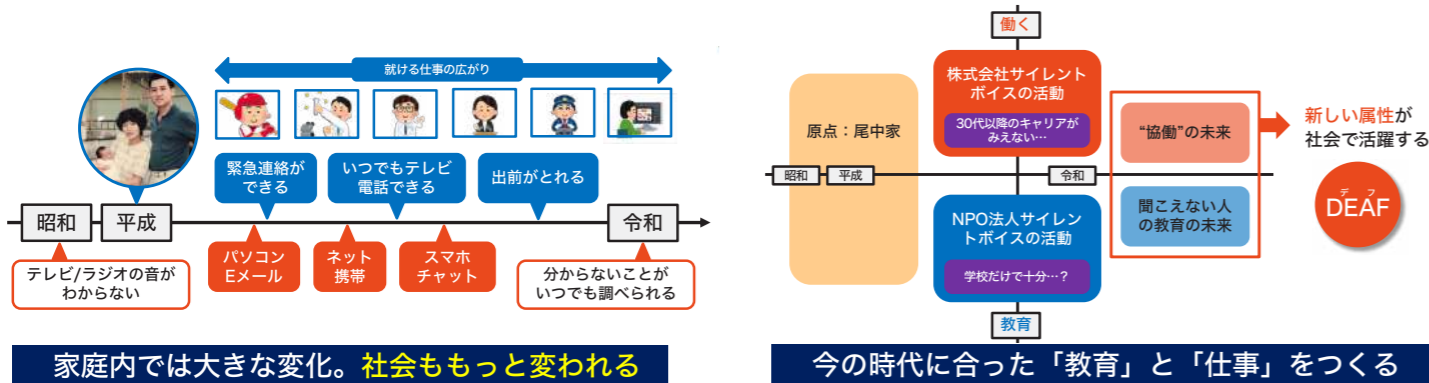 就ける仕事の広がり
緊急連絡が
できる
いつでもテレビ
電話できる
出前がとれる
昭和
平成
令和
テレビ/ラジオの音が
わからない
パソコン
Eメール
ネット
携帯
スマホ
チャット
分からないことが
いつでも調べられる
家庭内では大きな変化。社会ももっと変われる
働く
株式会社サイレント
ボイスの活動
30代以降のキャリアが
みえない…
原点：尾中家
“協働”の未来
新しい属性が
社会で活躍する
昭和
平成
令和
デフ
DEAF
NPO法人サイレン
トボイスの活動
学校だけで十分…？
聞こえない人
の教育の未来
教育
今の時代に合った「教育」と「仕事」をつくる